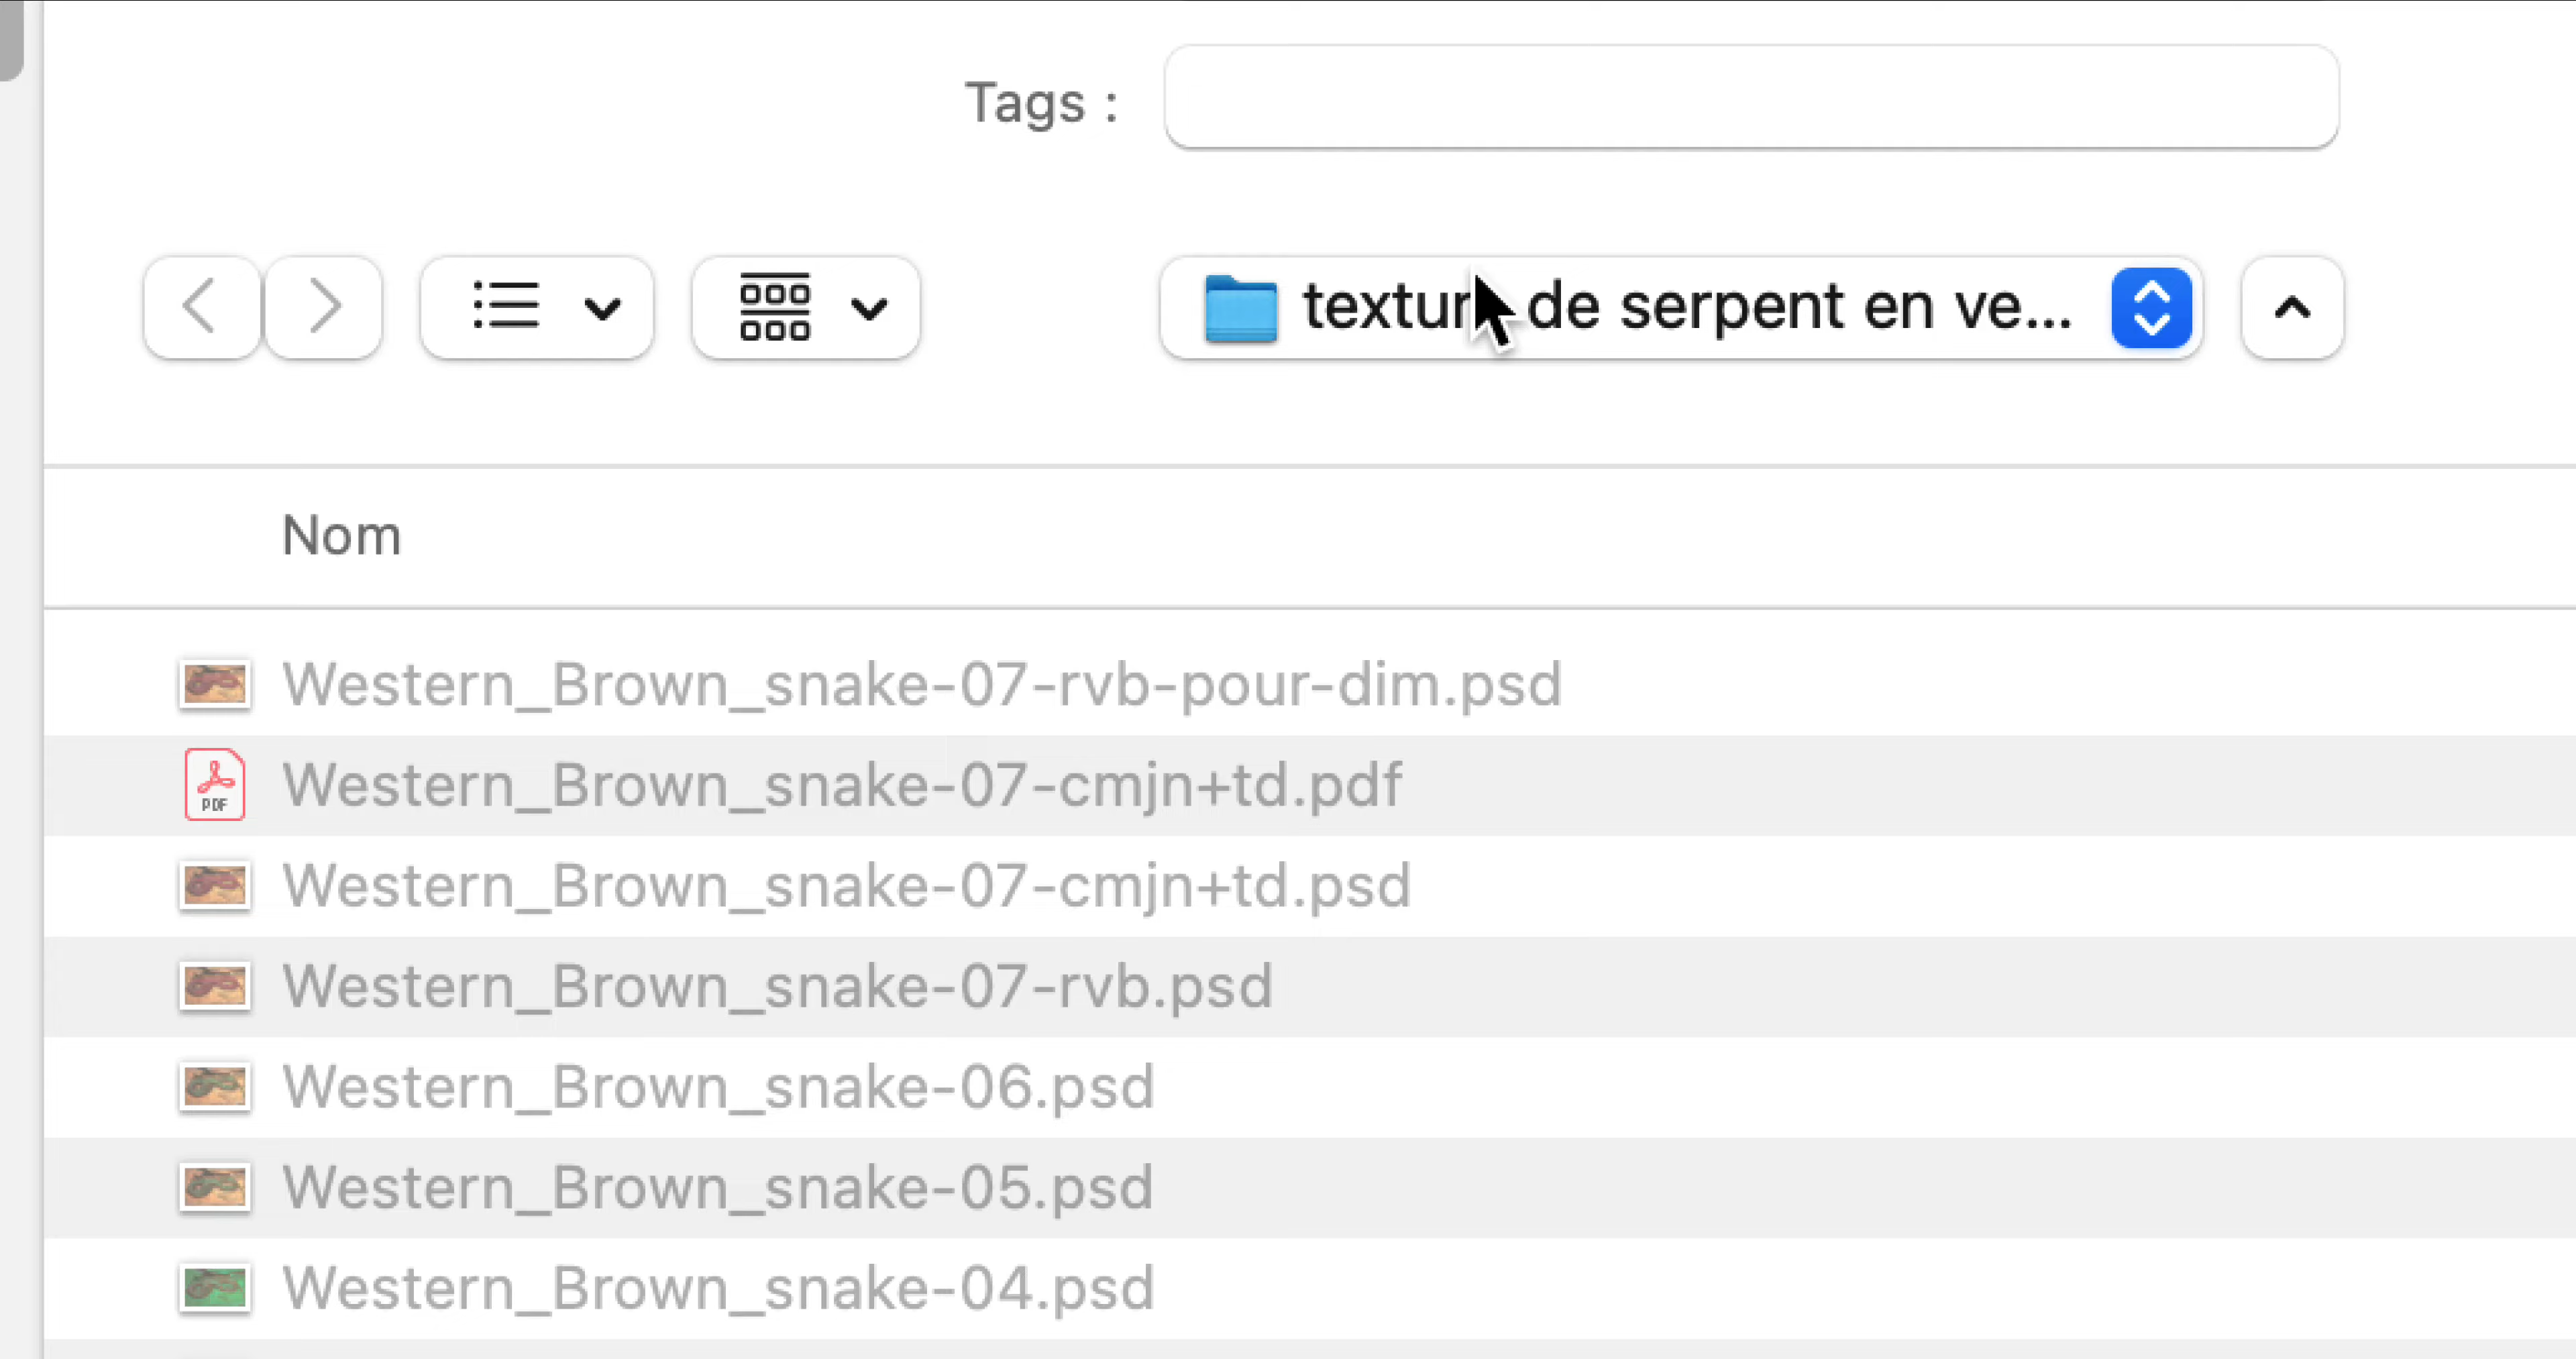 Tags :
textur de serpent en ve...
Nom
Western_Brown_snake-07-rvb-pour-dim.psd
PDF
Western_Brown_snake-07-cmjn+td.pdf
Western_Brown_snake-07-cmjn+td.psd
Western_Brown_snake-07-rvb.psd
Western_Brown_snake-06.psd
Western_Brown_snake-05.psd
Western_Brown_snake-04.psd